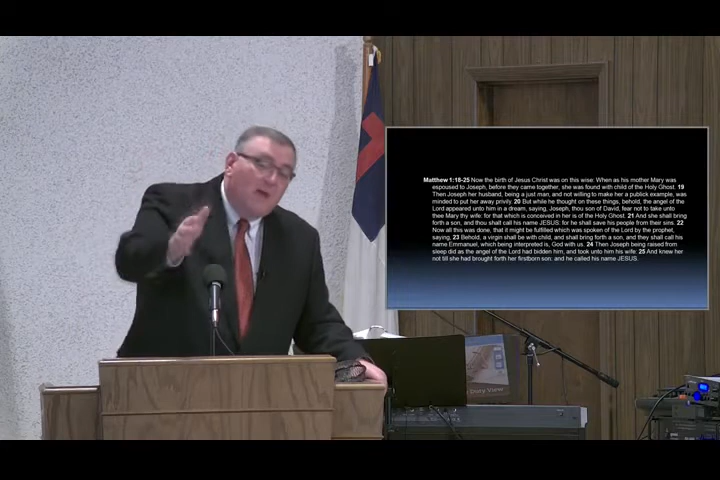 Matthew 1:18-25 Now the birth of Jesus Christ was on this wise: When as his mother Mary was
espoused to Joseph, before they came together, she was found with child of the Holy Ghost. 19
Then Joseph her husband, being a just man, and not willing to make her a publick example, was
minded to put her away privily. 20 But while he thought on these things, behold, the angel of the
Lord appeared unto him in a dream, saying, Joseph, thou son of David, fear not to take unto
thee Mary thy wife: for that which is conceived in her is of the Holy Ghost. 21 And she shall bring
forth a son, and thou shalt call his name JESUS: for he shall save his people from their sins. 22
Now all this was done, that it might be fulfilled which was spoken of the Lord by the prophet,
saying, 23 Behold, a virgin shall be with child, and shall bring forth a son, and they shall call his
name Emmanuel, which being interpreted is, God with us. 24 Then Joseph being raised from
sleep did as the angel of the Lord had bidden him, and took unto him his wife: 25 And knew her
not till she had brought forth her firstborn son: and he called his name JESUS.
View